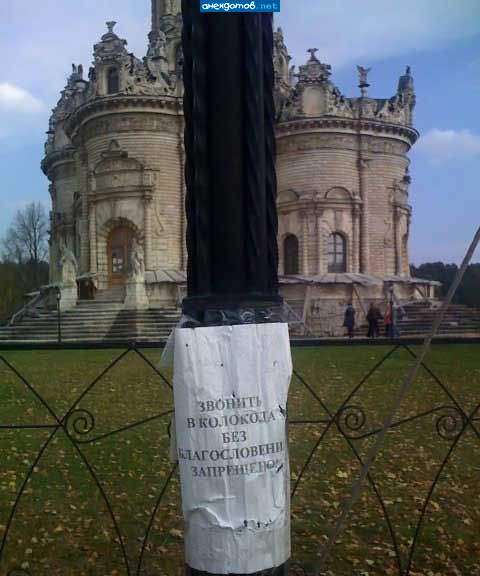 анекдотов.net
ЗВОНИТЬ
В КОЛОКОЛА
БЕЗ
БЛАГОСЛОВЕНИ
ЗАПРЕЩЕНО